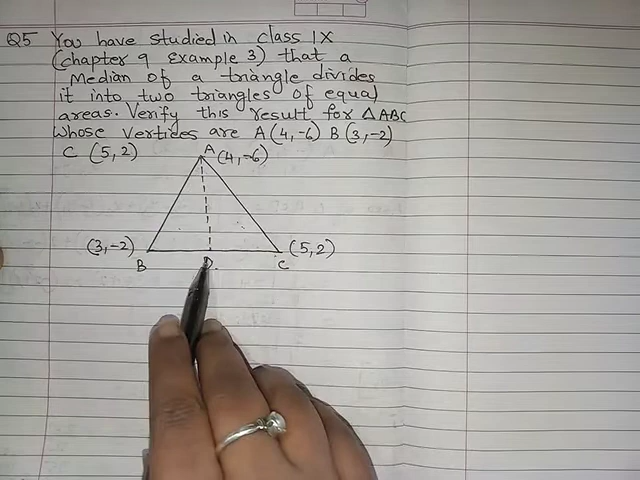 Q5 You have studied in class IX
(chapter 9 Example 3) that a
Median of a triangle divides
it into two triangles of equal
areas. Verify this result for △ABC
whose vertices are A(4,-6) B(3,-2)
C (5,2)
A (4,-6)
(3,-2) (5,2)
B D. C